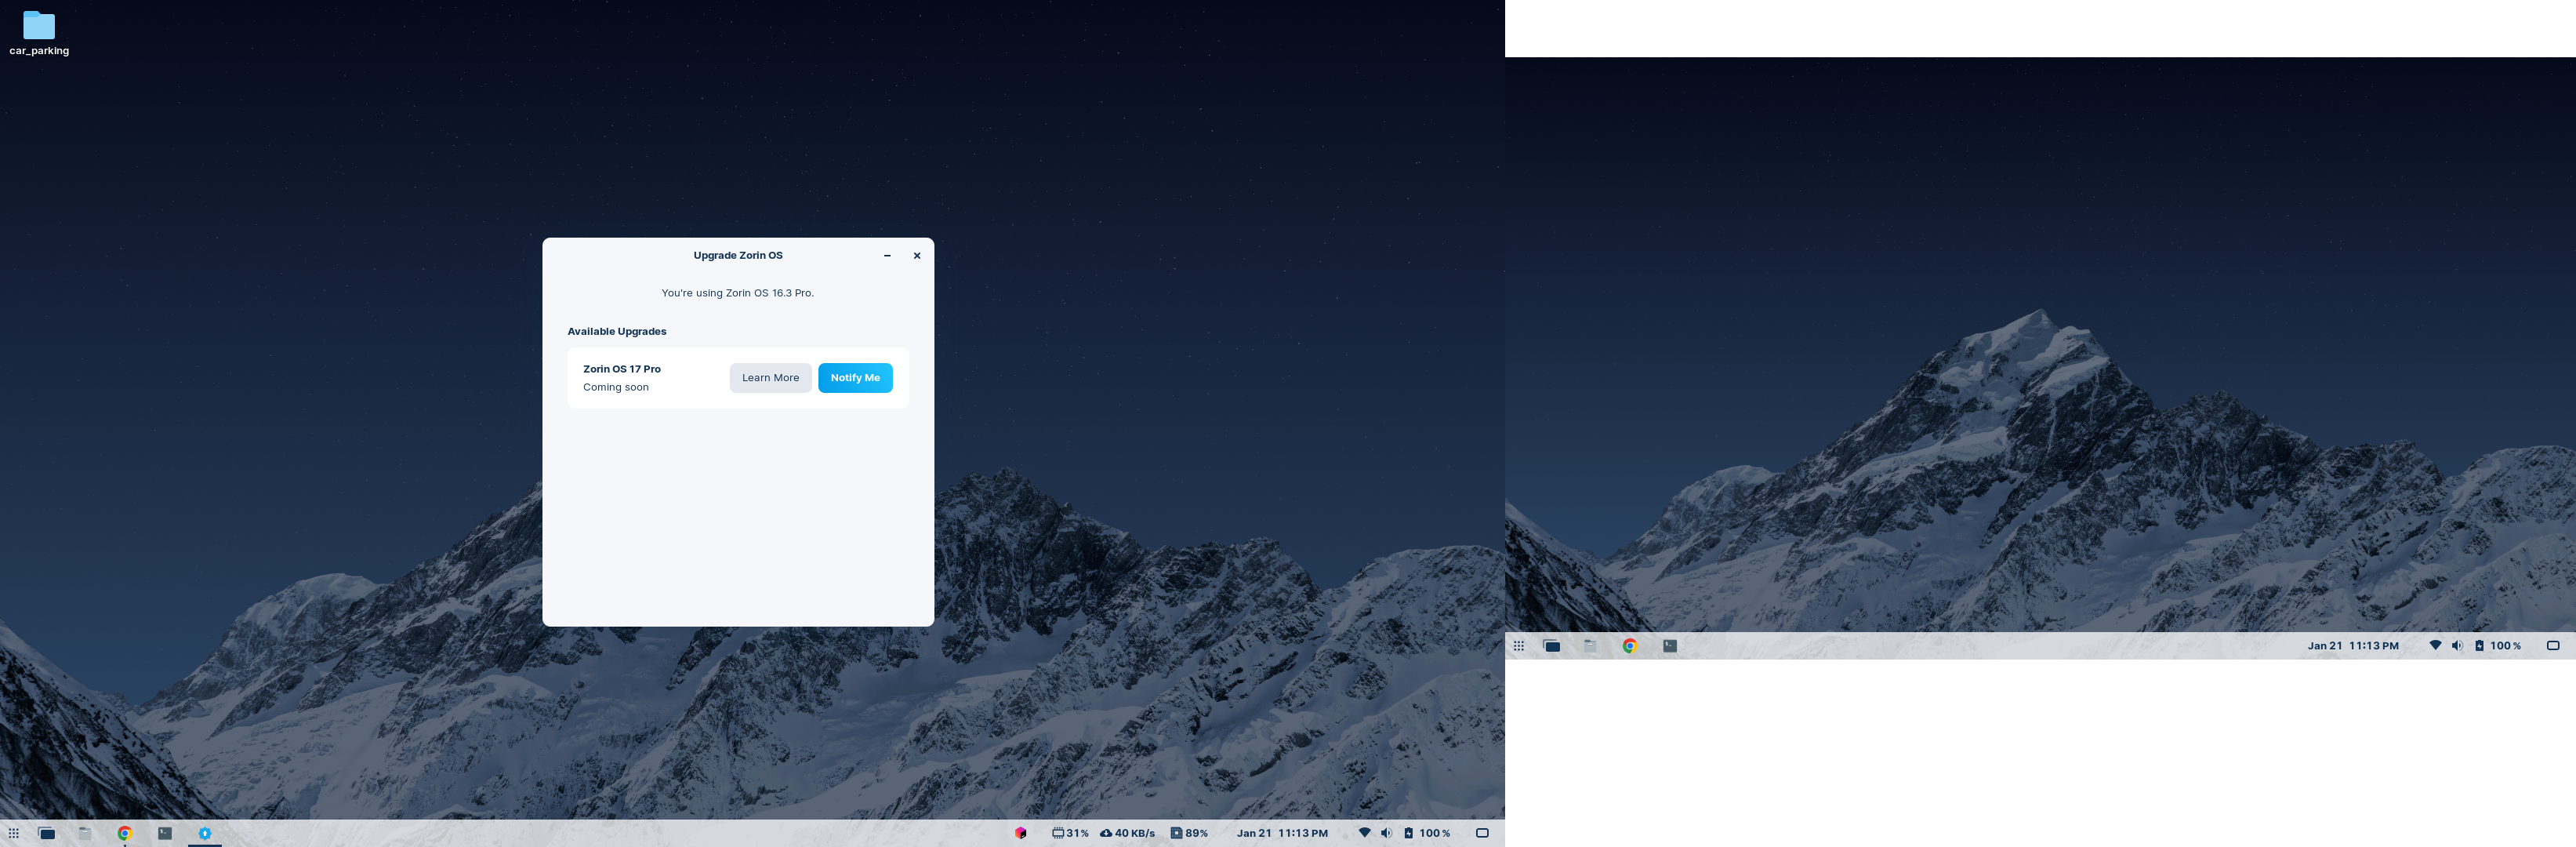 car_parking
Upgrade Zorin OS
You're using Zorin OS 16.3 Pro.
Available Upgrades
Zorin OS 17 Pro
Coming soon
Learn More
Notify Me
31% 40 KB/s 89% Jan 21 11:13 PM 100 %
Jan 21 11:13 PM 100 %